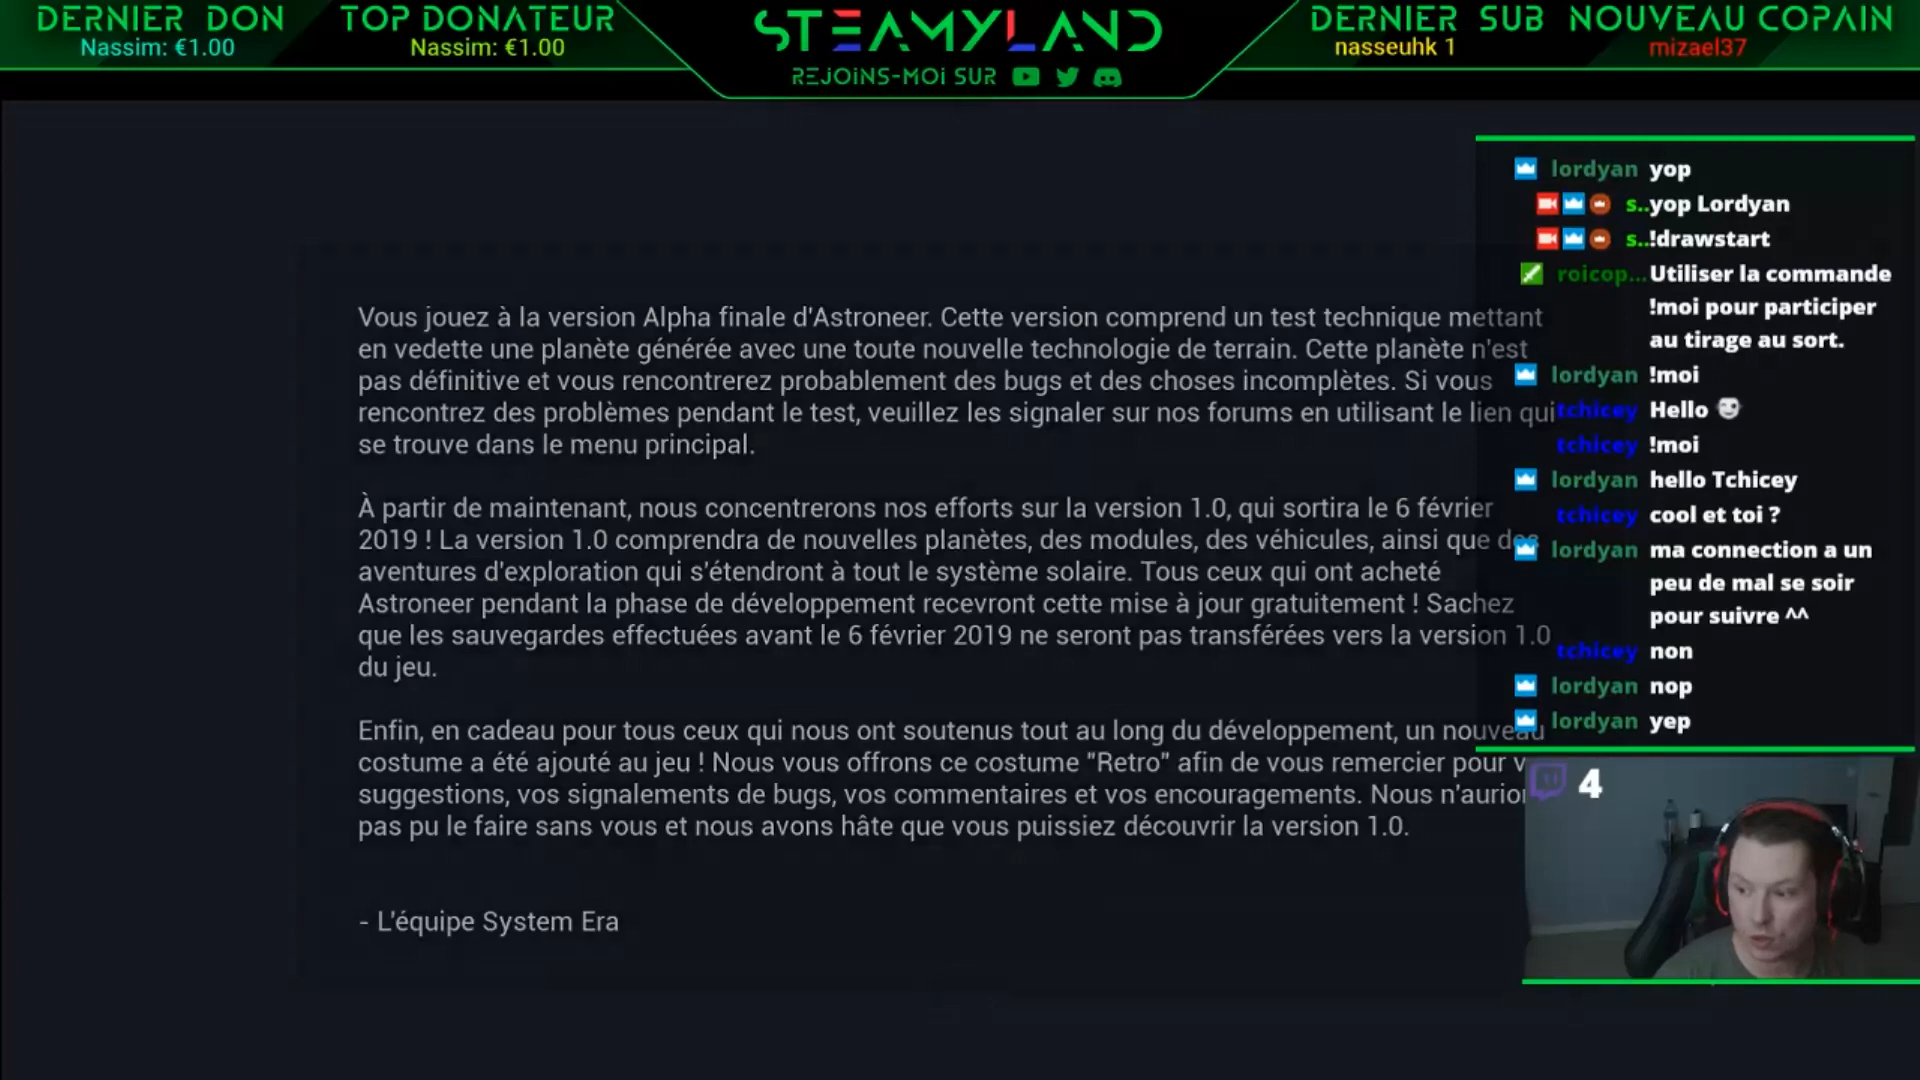 DERNIER DON
Nassim: €1.00
TOP DONATEUR
Nassim: €1.00
STEAMYLAND
REJOINS-MOI SUR
DERNIER SUB
nasseuhk 1
NOUVEAU COPAIN
mizael37
Vous jouez à la version Alpha finale d'Astroneer. Cette version comprend un test technique mettant
en vedette une planète générée avec une toute nouvelle technologie de terrain. Cette planète n'est
pas définitive et vous rencontrerez probablement des bugs et des choses incomplètes. Si vous
rencontrez des problèmes pendant le test, veuillez les signaler sur nos forums en utilisant le lien qui
se trouve dans le menu principal.
À partir de maintenant, nous concentrerons nos efforts sur la version 1.0, qui sortira le 6 février
2019 ! La version 1.0 comprendra de nouvelles planètes, des modules, des véhicules, ainsi que des
aventures d'exploration qui s'étendront à tout le système solaire. Tous ceux qui ont acheté
Astroneer pendant la phase de développement recevront cette mise à jour gratuitement ! Sachez
que les sauvegardes effectuées avant le 6 février 2019 ne seront pas transférées vers la version 1.0
du jeu.
Enfin, en cadeau pour tous ceux qui nous ont soutenus tout au long du développement, un nouveau
costume a été ajouté au jeu ! Nous vous offrons ce costume "Retro" afin de vous remercier pour
suggestions, vos signalements de bugs, vos commentaires et vos encouragements. Nous
pas pu le faire sans vous et nous avons hâte que vous puissiez découvrir la version 1.0.
- L'équipe System Era
lordyan yop
s.. yop Lordyan
s.. !drawstart
roicop... Utiliser la commande
!moi pour participer
au tirage au sort.
lordyan !moi
tchicey Hello
tchicey !moi
lordyan hello Tchicey
tchicey cool et toi ?
lordyan ma connection a un
peu de mal se soir
pour suivre ^^
tchicey non
lordyan nop
lordyan yep
4